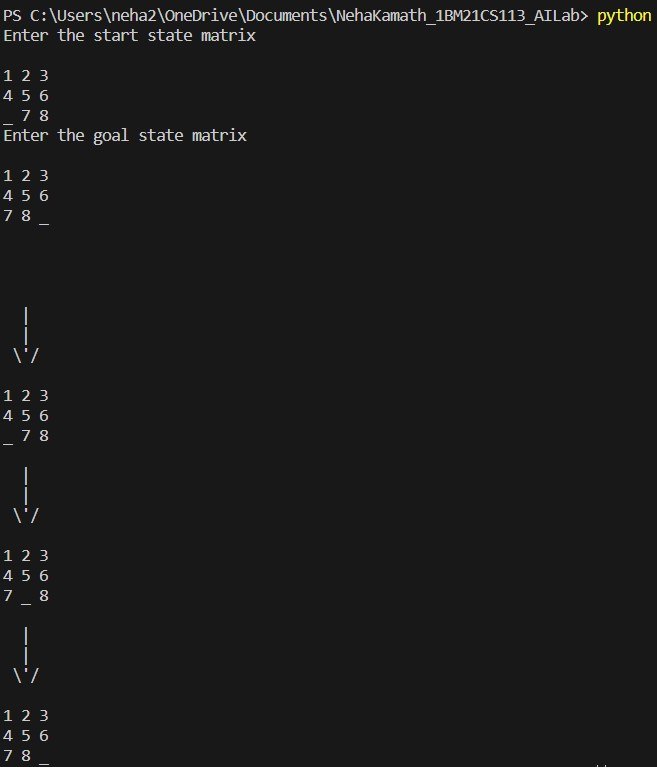 PS C:\Users\neha2\OneDrive\Documents\NehaKamath_1BM21CS113_AILab> python
Enter the start state matrix
1 2 3
4 5 6
_ 7 8
Enter the goal state matrix
1 2 3
4 5 6
7 8 _
|
|
\'/
1 2 3
4 5 6
_ 7 8
|
|
\'/
1 2 3
4 5 6
7 _ 8
|
|
\'/
1 2 3
4 5 6
7 8 _